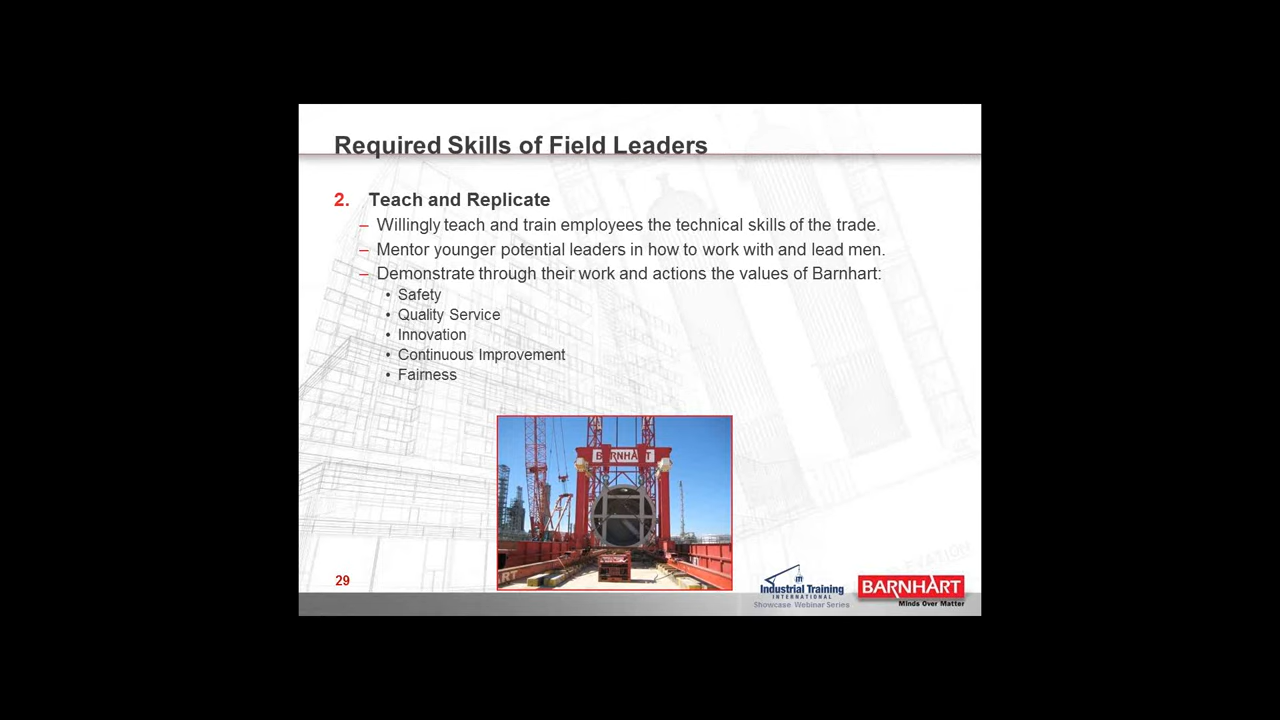 Required Skills of Field Leaders
2. Teach and Replicate
– Willingly teach and train employees the technical skills of the trade.
– Mentor younger potential leaders in how to work with and lead men.
– Demonstrate through their work and actions the values of Barnhart:
• Safety
• Quality Service
• Innovation
• Continuous Improvement
• Fairness
BARNHART
29
Industrial Training
INTERNATIONAL
Showcase Webinar Series
BARNHART
Minds Over Matter